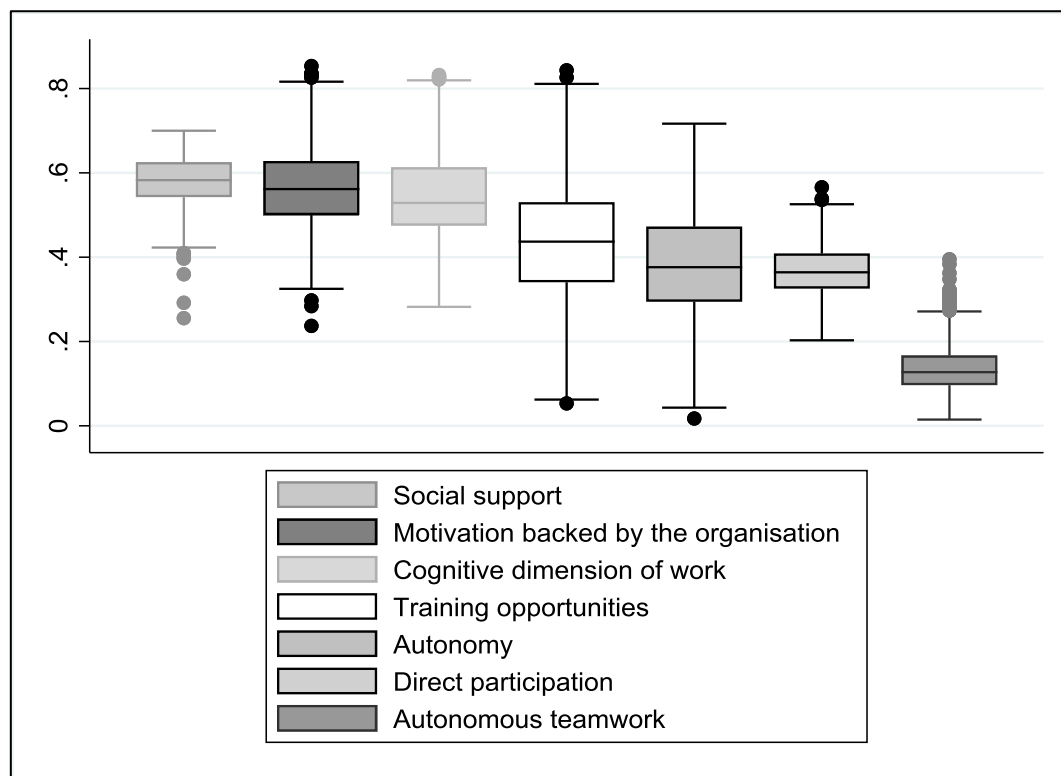 .8
.6
.4
.2
0
Social support
Motivation backed by the organisation
Cognitive dimension of work
Training opportunities
Autonomy
Direct participation
Autonomous teamwork